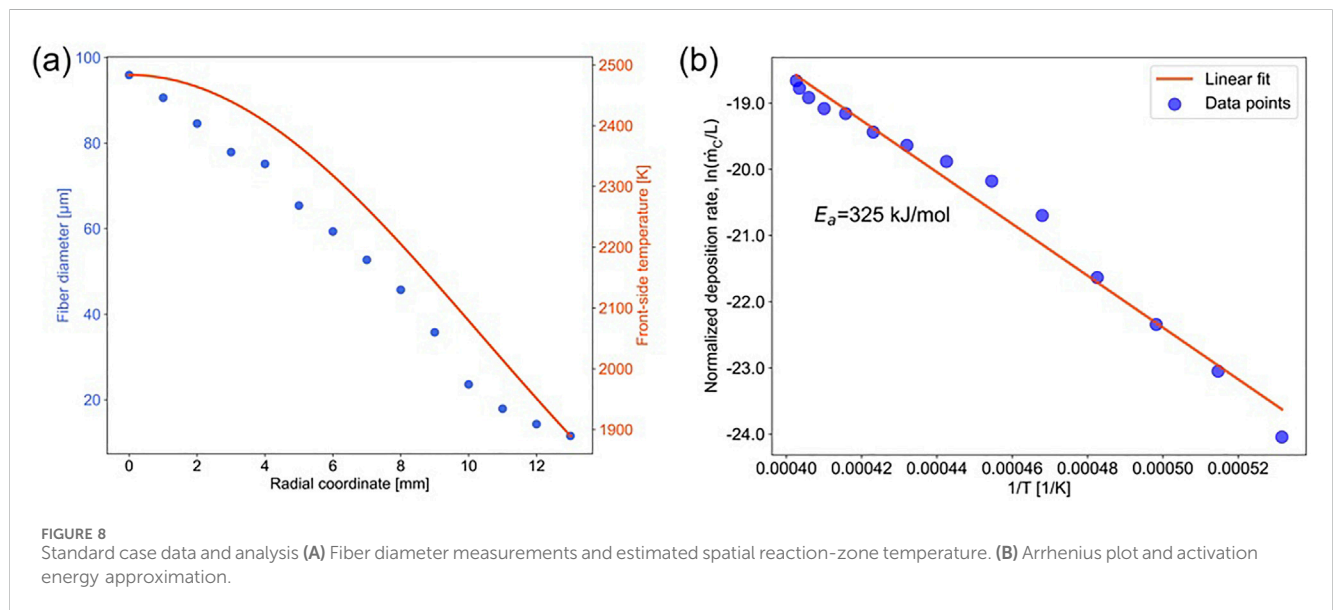 (a)
100
80
60
40
20
Fiber diameter [μm]
0
2
4
6
8
10
12
Radial coordinate [mm]
2500
2400
2300
2200
2100
2000
1900
Front-side temperature [K]
(b)
Linear fit
Data points
-19.0
-20.0
-21.0
-22.0
-23.0
-24.0
Normalized deposition rate, ln(ṁC/L)
Ea=325 kJ/mol
0.00040
0.00042
0.00044
0.00046
0.00048
0.00050
0.00052
1/T [1/K]
FIGURE 8
Standard case data and analysis (A) Fiber diameter measurements and estimated spatial reaction-zone temperature. (B) Arrhenius plot and activation
energy approximation.